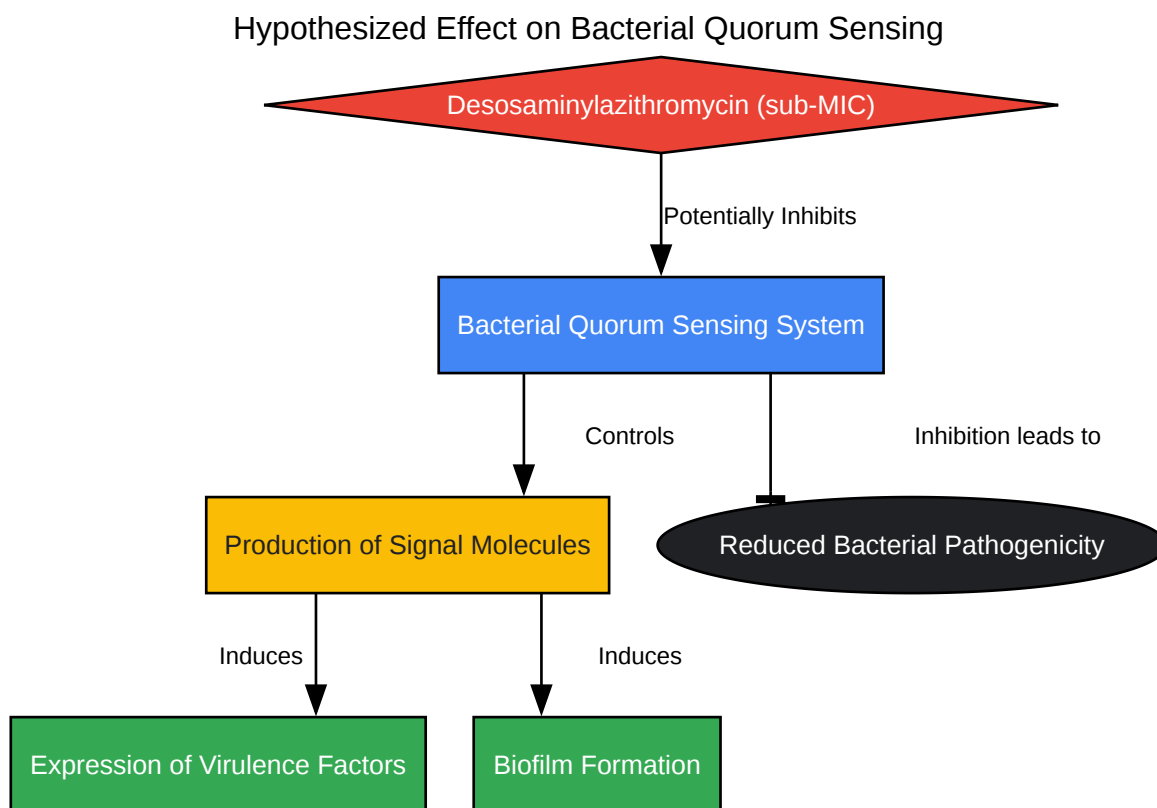 Hypothesized Effect on Bacterial Quorum Sensing
Desosaminylazithromycin (sub-MIC)
Potentially Inhibits
Bacterial Quorum Sensing System
Controls
Inhibition leads to
Production of Signal Molecules
Reduced Bacterial Pathogenicity
Induces
Induces
Expression of Virulence Factors
Biofilm Formation